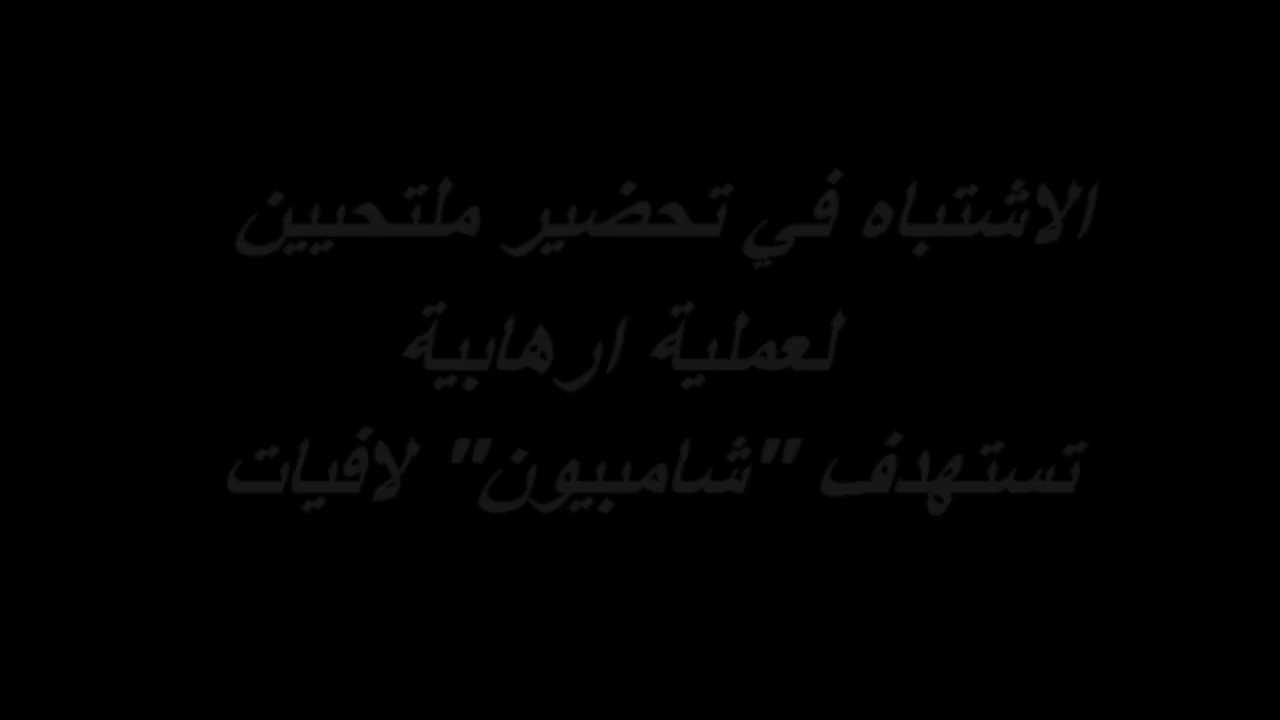 الاشتباه في تحضير ملتحيين
لعملية ارهابية
تستهدف "شامبيون" لافيات